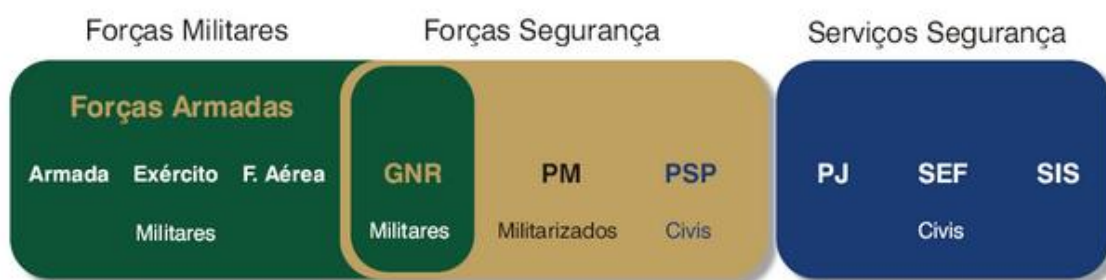 Forças Militares
Forças Segurança
Serviços Segurança
Forças Armadas
Armada Exército F. Aérea
GNR
PM
PSP
PJ
SEF
SIS
Militares
Militares
Militarizados
Civis
Civis